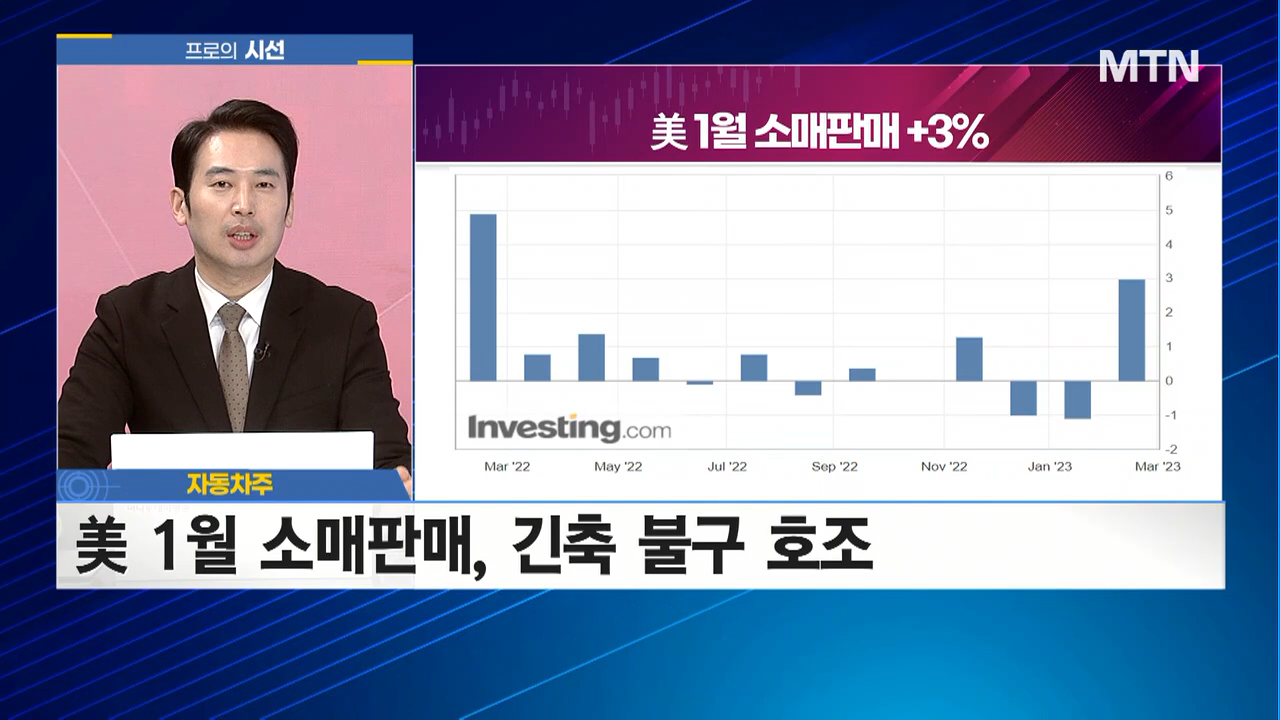 프로의 시선
MTN
美 1월 소매판매 +3%
6
5
4
3
2
1
0
-1
-2
Investing.com
Mar '22 May '22 Jul '22 Sep '22 Nov '22 Jan '23 Mar '23
자동차주
美 1월 소매판매, 긴축 불구 호조